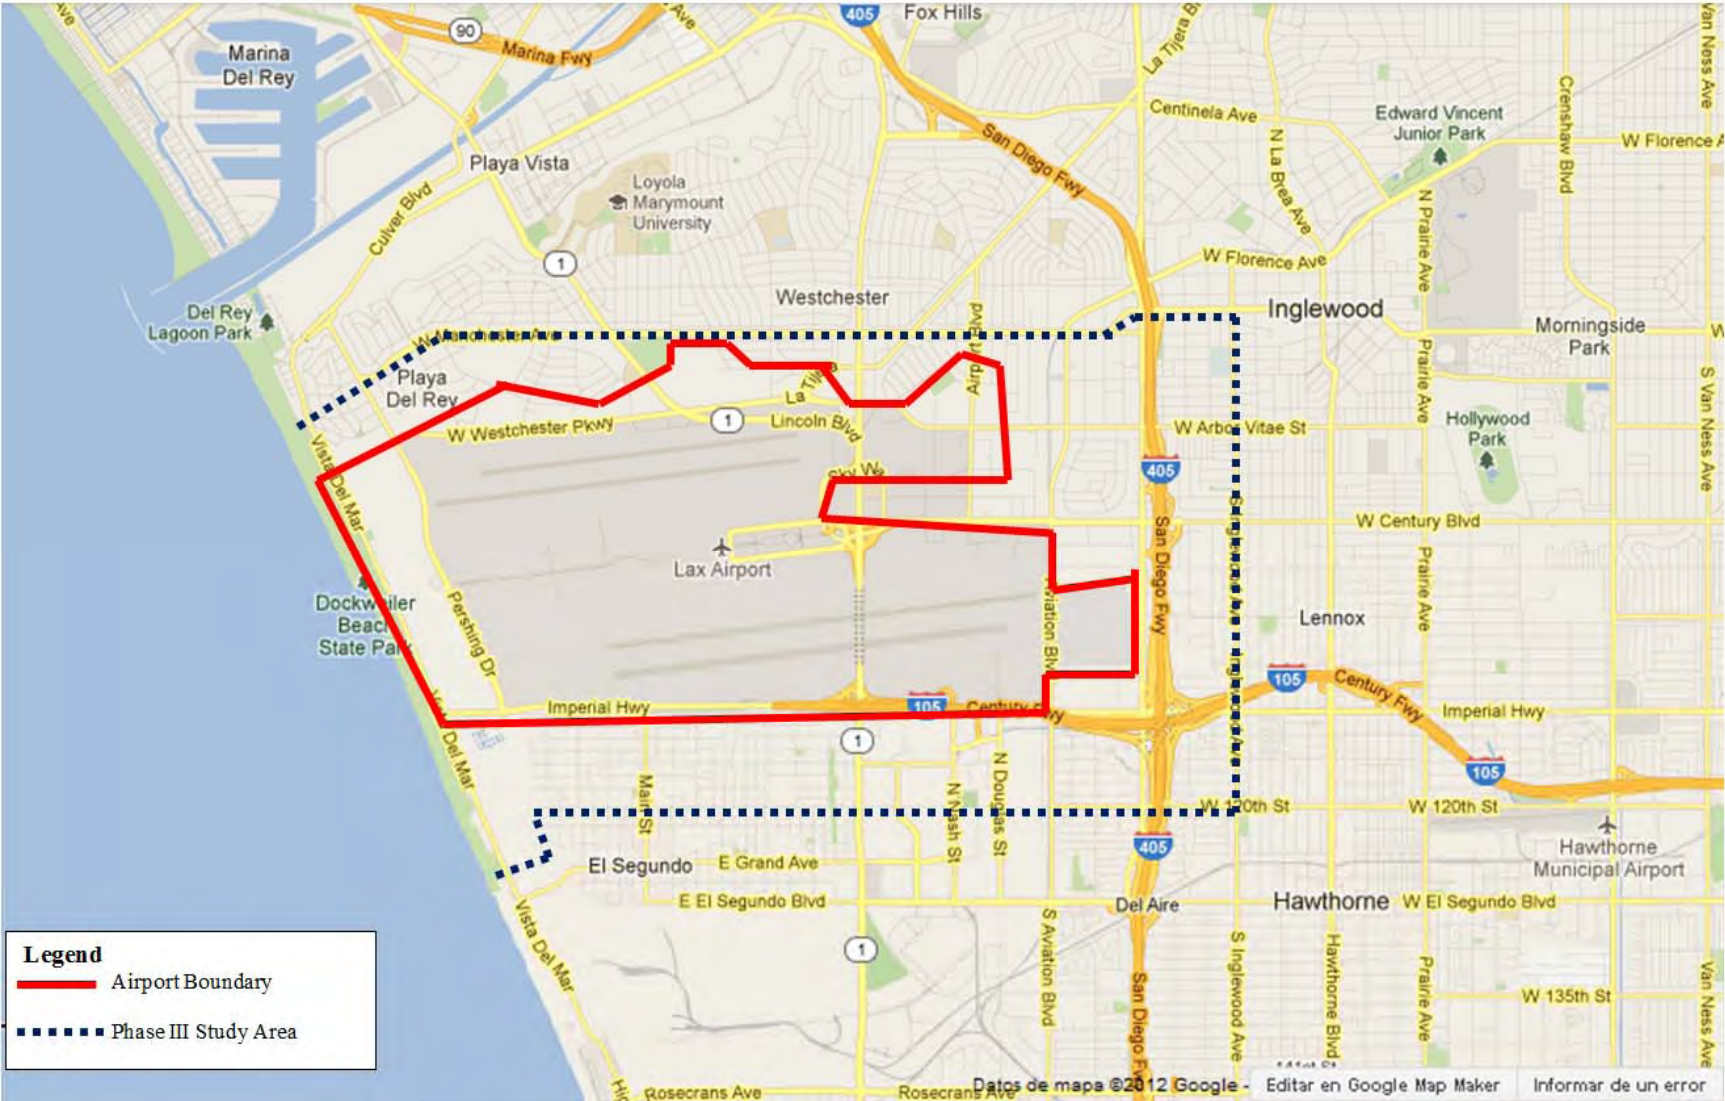 Marina
Del Rey
90
Marina Fwy
405
Fox Hills
La Tijera B
Van Ness Ave
Centinela Ave
Crenshaw Blvd
Edward Vincent
Junior Park
W Florence A
San Diego Fwy
N La Brea Ave
N Prairie Ave
Playa Vista
Loyola
Marymount
University
Culver Blvd
1
W Florence Ave
Westchester
Inglewood
Del Rey
Lagoon Park
W Manchester Ave
Airport Blvd
Morningside
Park
Prairie Ave
S Van Ness Ave
Playa
Del Rey
La Tijera
W Westchester Pkwy
1
Lincoln Blvd
W Arbor Vitae St
Hollywood
Park
Vista Del Mar
Sky Wa
405
W Century Blvd
San Diego Fwy
S Inglewood Ave
Prairie Ave
Lax Airport
Dockweiler
Beach
State Park
Pershing Dr
Aviation Blvd
Lennox
Inglewood Ave
105
Century Fwy
Imperial Hwy
105
Century Fwy
Imperial Hwy
Vista Del Mar
1
105
Main St
N Nash St
N Douglas St
W 120th St
W 120th St
405
Hawthorne
Municipal Airport
El Segundo
E Grand Ave
E El Segundo Blvd
Del Aire
Hawthorne
W El Segundo Blvd
Vista Del Mar
1
S Aviation Blvd
San Diego Fwy
S Inglewood Ave
Hawthorne Blvd
Prairie Ave
W 135th St
Van Ness Ave
Legend
Airport Boundary
Phase III Study Area
Rosecrans Ave
Rosecrans Ave
Datos de mapa ©2012 Google -
Editar en Google Map Maker
Informar de un error